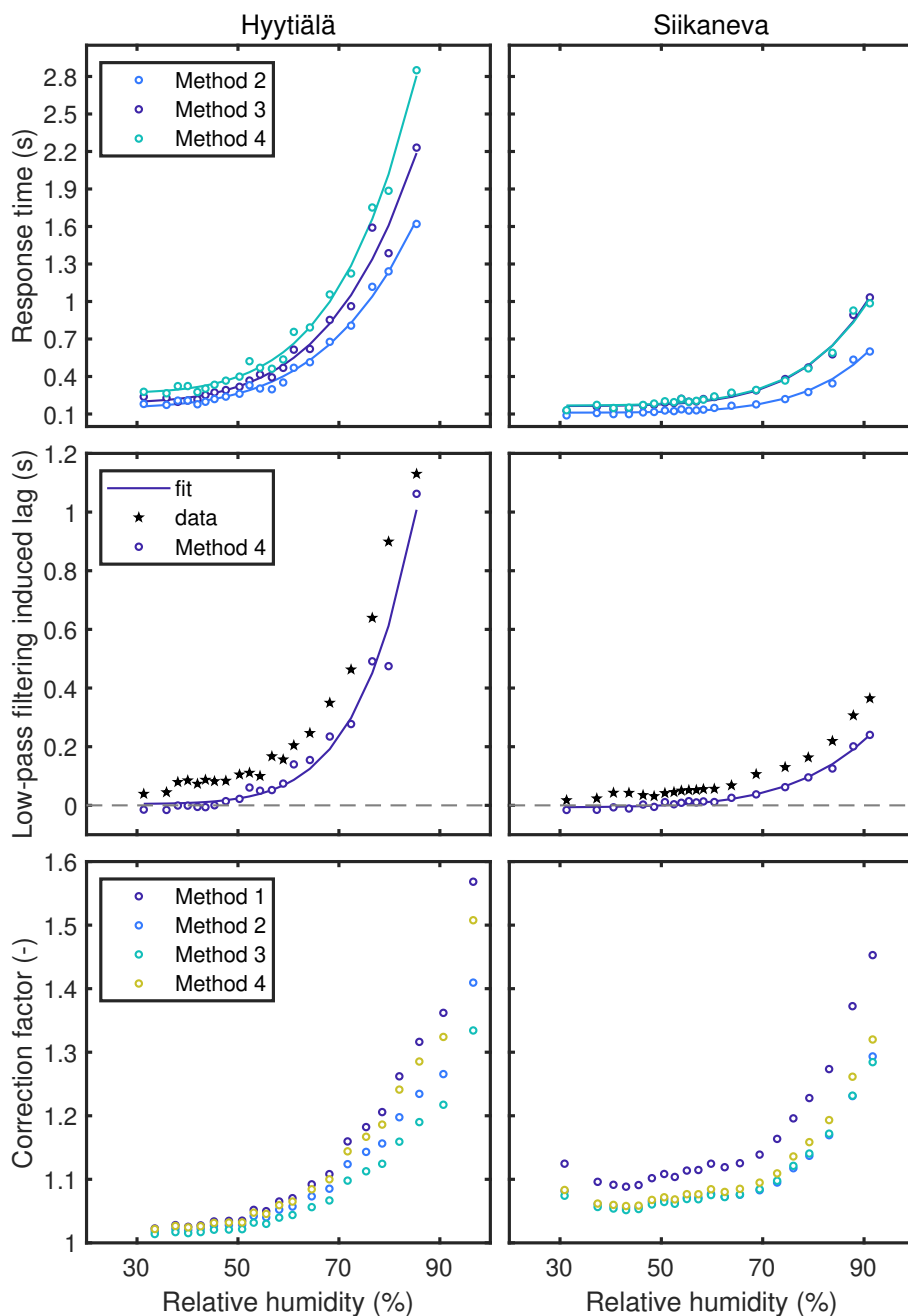 Hyytiälä
Siikaneva
Response time (s)
2.8
2.5
2.2
1.9
1.6
1.3
1
0.7
0.4
0.1
Method 2
Method 3
Method 4
Low-pass filtering induced lag (s)
1.2
1
0.8
0.6
0.4
0.2
0
fit
data
Method 4
Correction factor (-)
1.6
1.5
1.4
1.3
1.2
1.1
1
Method 1
Method 2
Method 3
Method 4
30 50 70 90
30 50 70 90
Relative humidity (%)
Relative humidity (%)